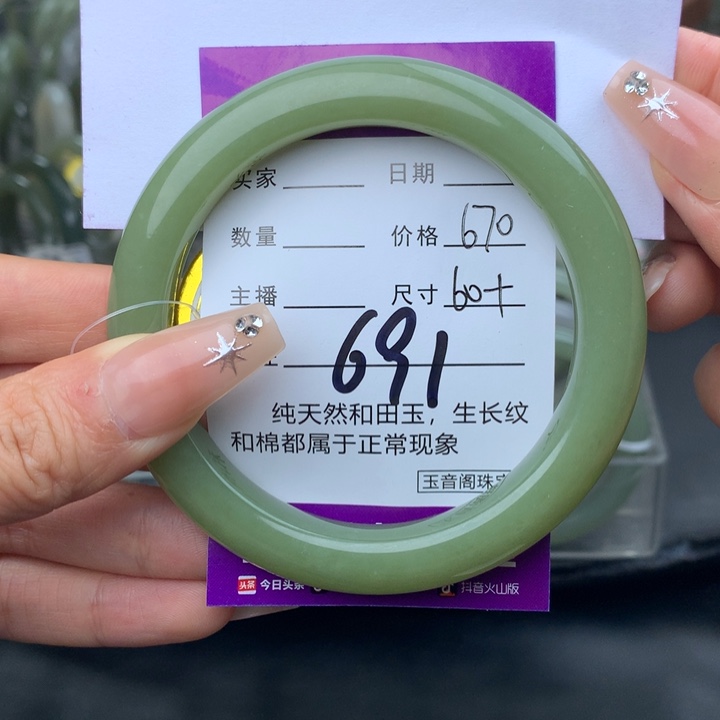 买家 日期
数量 价格 670
主播 尺寸 60+
691
纯天然和田玉，生长纹
和棉都属于正常现象
玉音阁珠宝
头条 今日头条 抖音火山版